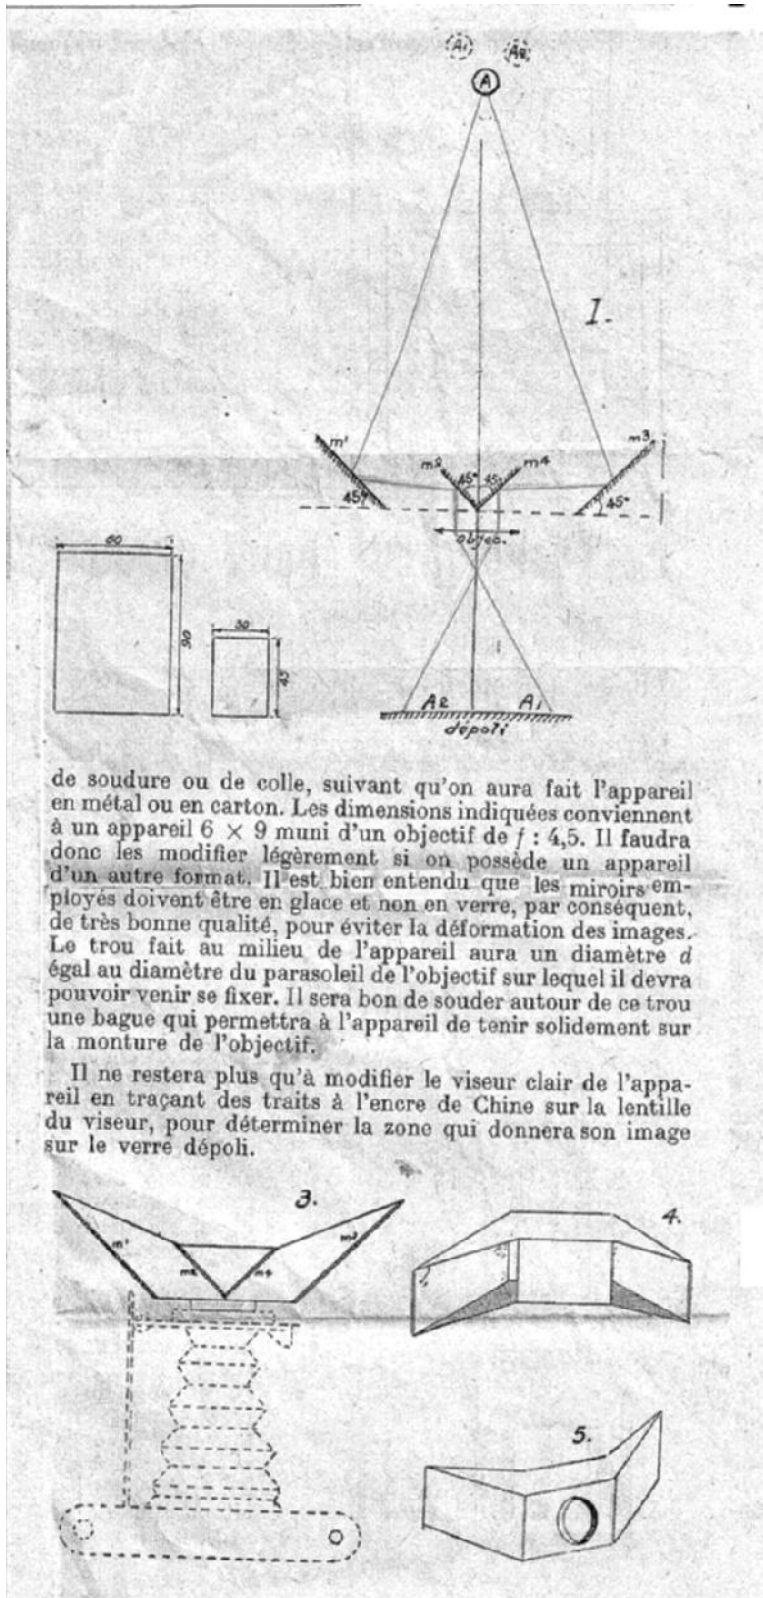 A1 A2
A
I.
m1 m2 m4 m3
45° 45° 45° 45°
objec.
60
90
30
45
A2 A1
dépoli
de soudure ou de colle, suivant qu'on aura fait l'appareil
en métal ou en carton. Les dimensions indiquées conviennent
à un appareil 6 × 9 muni d'un objectif de f : 4,5. Il faudra
donc les modifier légèrement si on possède un appareil
d'un autre format. Il est bien entendu que les miroirs em-
ployés doivent être en glace et non en verre, par conséquent,
de très bonne qualité, pour éviter la déformation des images.
Le trou fait au milieu de l'appareil aura un diamètre d
égal au diamètre du parasoleil de l'objectif sur lequel il devra
pouvoir venir se fixer. Il sera bon de souder autour de ce trou
une bague qui permettra à l'appareil de tenir solidement sur
la monture de l'objectif.
Il ne restera plus qu'à modifier le viseur clair de l'appa-
reil en traçant des traits à l'encre de Chine sur la lentille
du viseur, pour déterminer la zone qui donnera son image
sur le verre dépoli.
3.
m1 m2 m4 m3
4.
5.